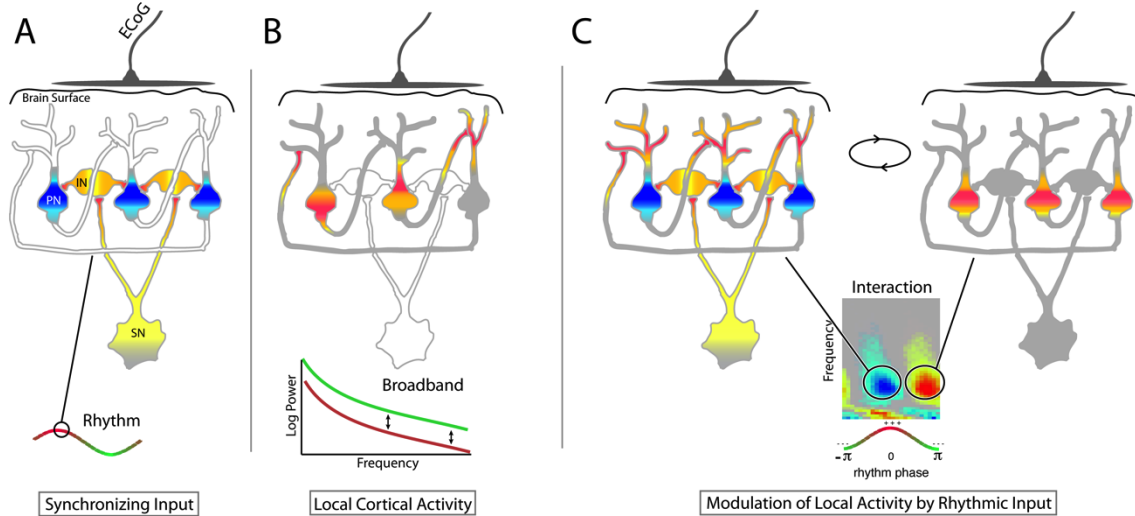 A
ECoG
Brain Surface
IN
PN
SN
Rhythm
Synchronizing Input
B
Broadband
Log Power
Frequency
Local Cortical Activity
C
Interaction
Frequency
+++
--- ---
-π 0 π
rhythm phase
Modulation of Local Activity by Rhythmic Input